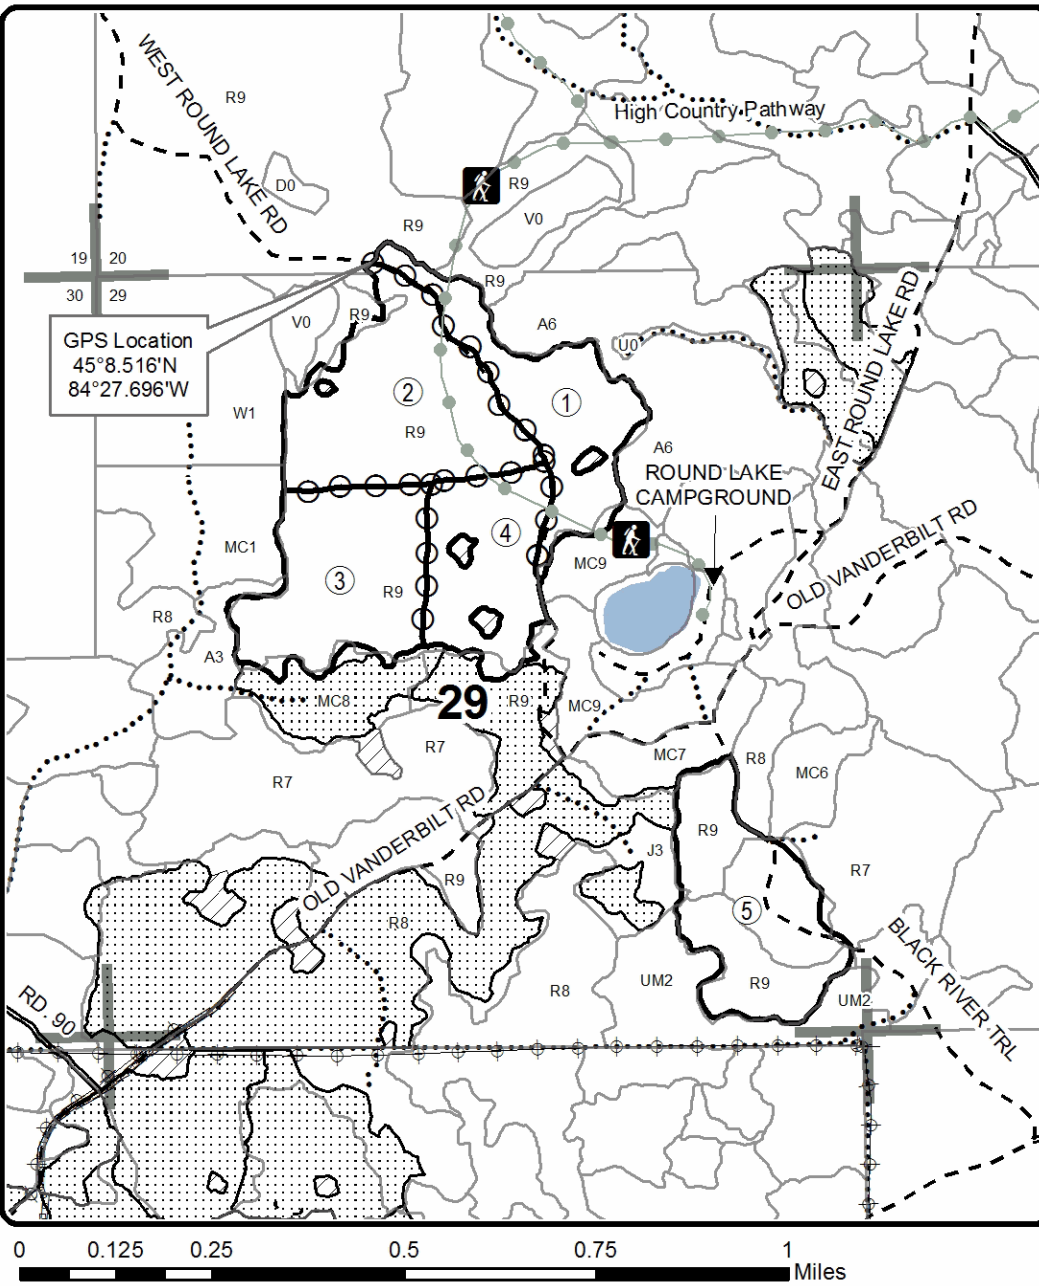 WEST ROUND LAKE RD
R9
High Country Pathway
D0
R9
V0
R9
19
20
30
29
R9
V0
R9
A6
U0
GPS Location
45°8.516'N
84°27.696'W
EAST ROUND LAKE RD
2
1
W1
R9
A6
ROUND LAKE
CAMPGROUND
OLD VANDERBILT RD
4
MC1
MC9
3
R9
R8
A3
MC8
29
R9
MC9
R7
MC7
R8
MC6
R7
OLD VANDERBILT RD
R9
J3
R7
R9
R8
5
BLACK RIVER TRL
R8
UM2
R9
UM2
RD. 90
0
0.125
0.25
0.5
0.75
1
Miles